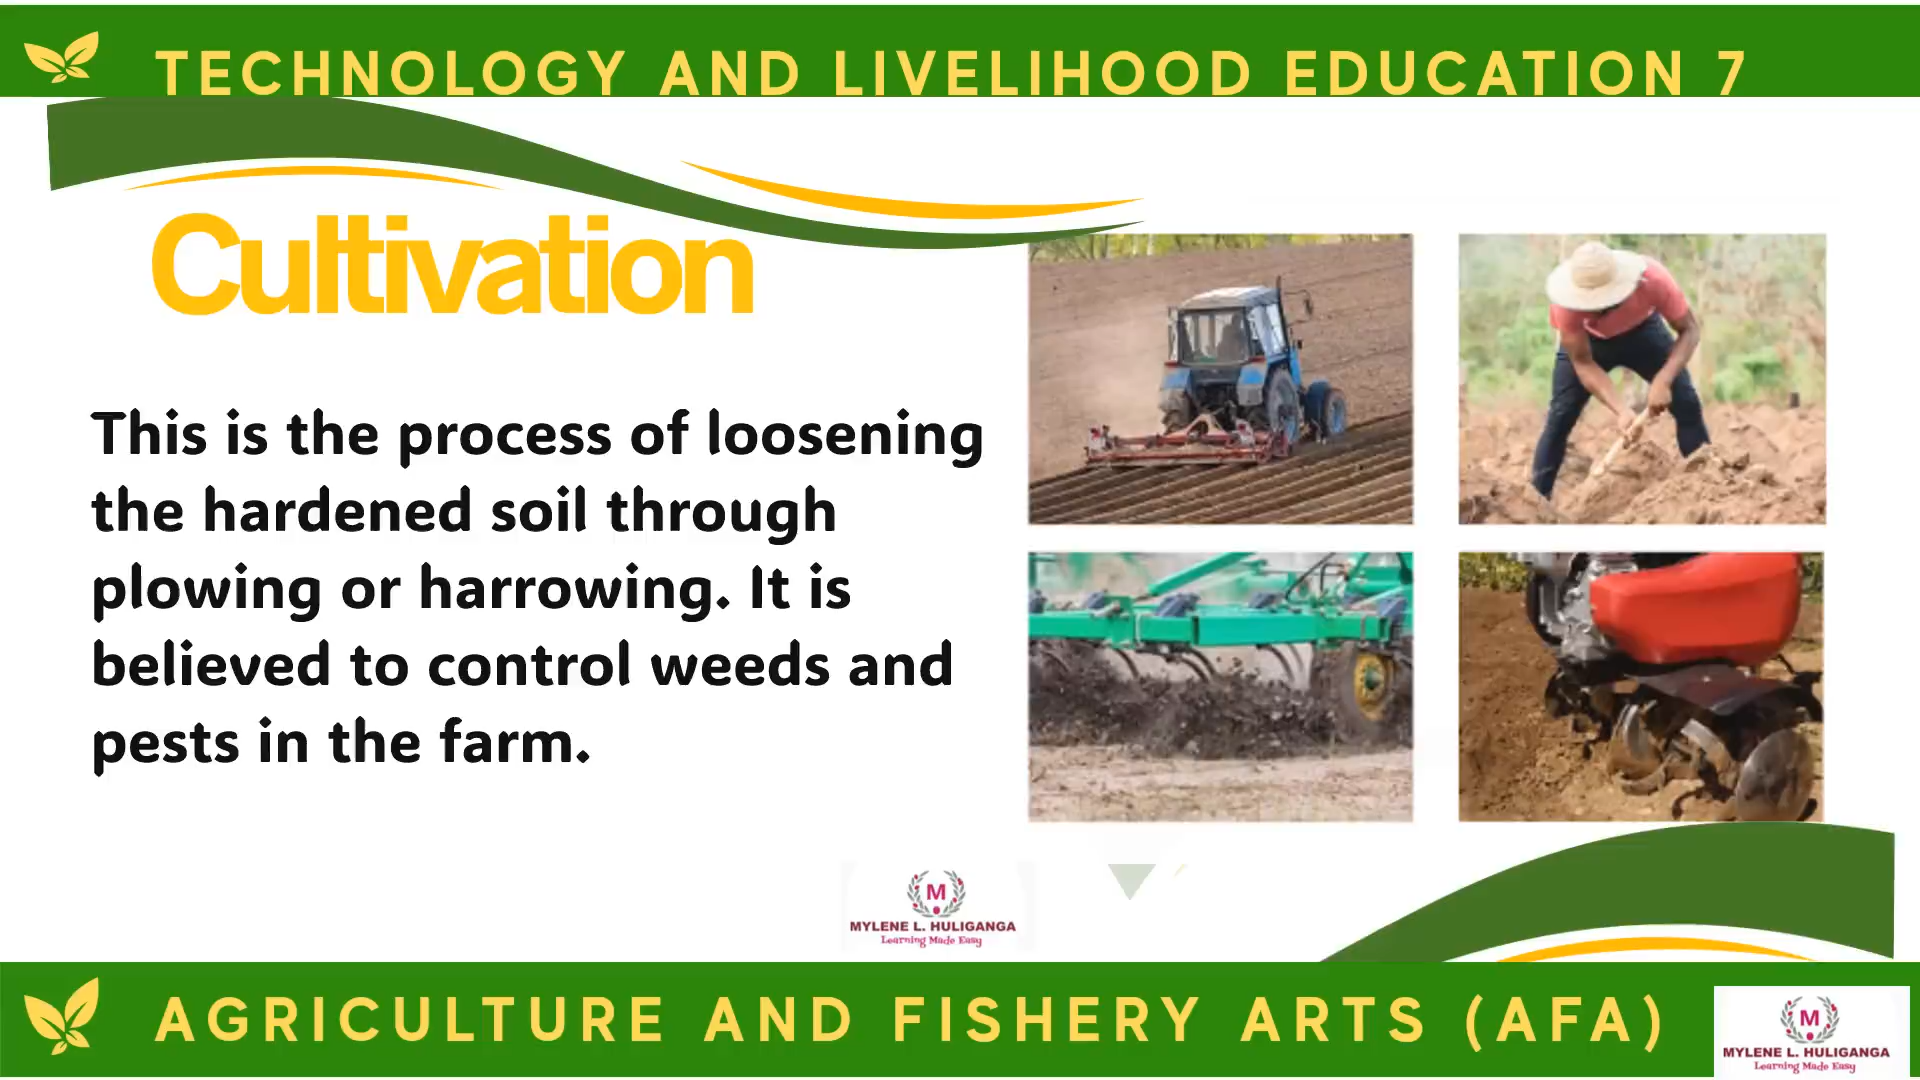 TECHNOLOGY AND LIVELIHOOD EDUCATION 7
Cultivation
This is the process of loosening
the hardened soil through
plowing or harrowing. It is
believed to control weeds and
pests in the farm.
M
MYLENE L. HULIGANGA
Learning Made Easy
AGRICULTURE AND FISHERY ARTS (AFA)
M
MYLENE L. HULIGANGA
Learning Made Easy